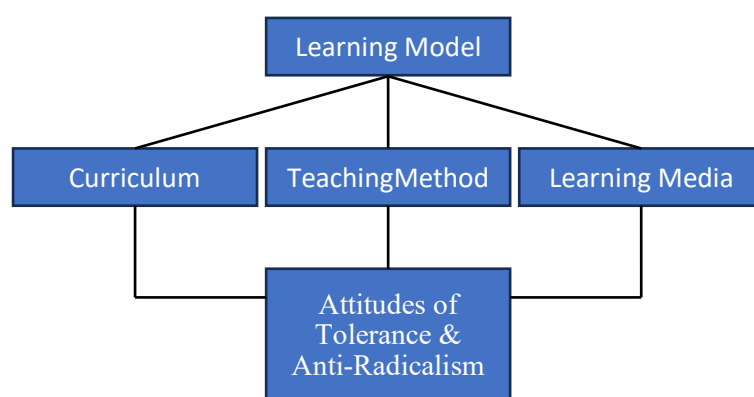 Learning Model
Curriculum
TeachingMethod
Learning Media
Attitudes of
Tolerance &
Anti-Radicalism